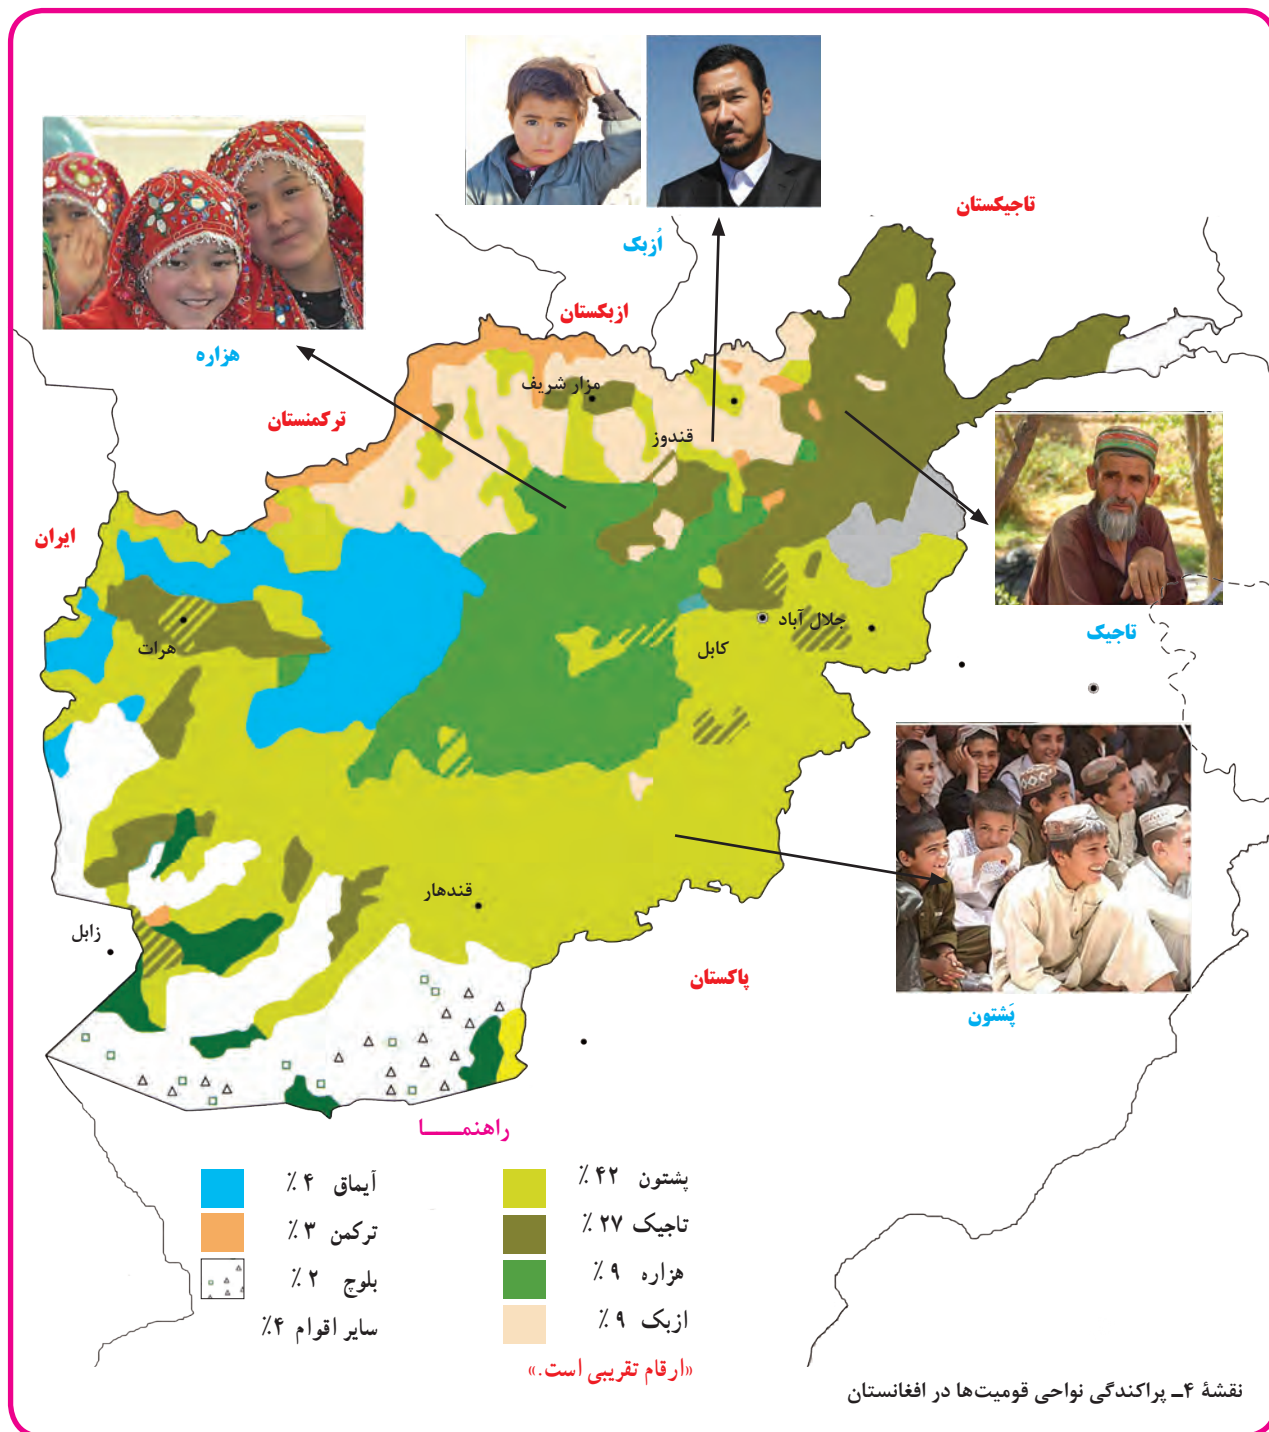 تاجیکستان
اُزبک
ازبکستان
هزاره
ترکمنستان
مزار شریف
قندوز
ایران
هرات
کابل
جلال آباد
تاجیک
قندهار
زابل
پاکستان
پَشتون
راهنمـــــا
پشتون ۴۲ ٪
تاجیک ۲۷ ٪
هزاره ۹ ٪
ازبک ۹ ٪
آیماق ۴ ٪
ترکمن ۳ ٪
بلوچ ۲ ٪
سایر اقوام ۴٪
«ارقام تقریبی است.»
نقشهٔ ۴ــ پراکندگی نواحی قومیت‌ها در افغانستان